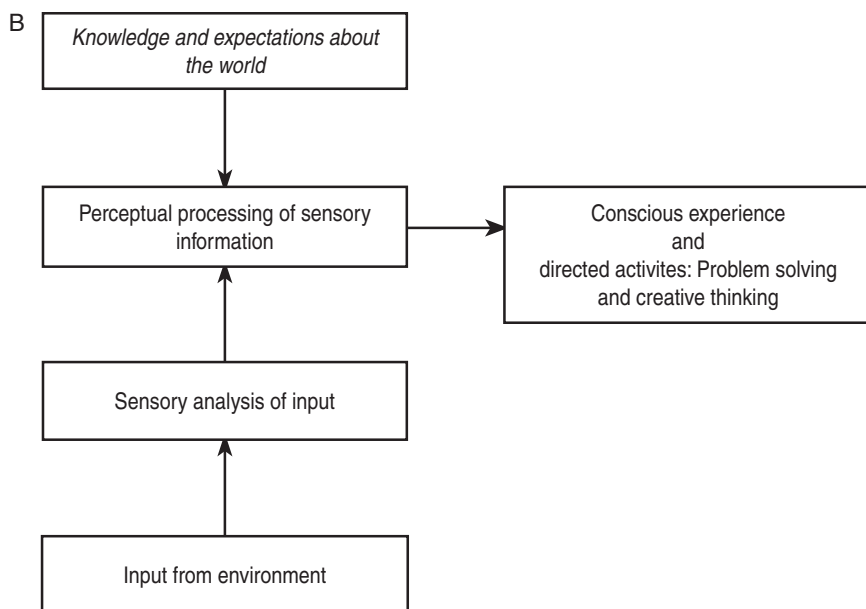 B
Knowledge and expectations about
the world
Perceptual processing of sensory
information
Conscious experience
and
directed activites: Problem solving
and creative thinking
Sensory analysis of input
Input from environment